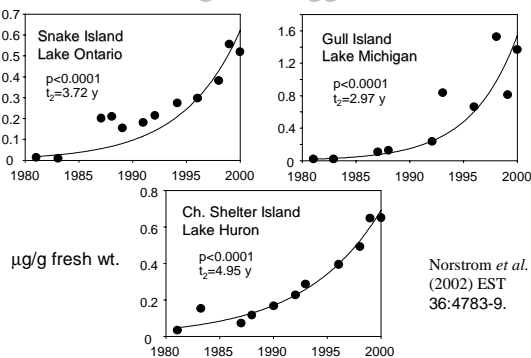 Snake Island
Lake Ontario
p<0.0001
t₂=3.72 y
0.7
0.6
0.5
0.4
0.3
0.2
0.1
0
1980 1985 1990 1995 2000
Gull Island
Lake Michigan
p<0.0001
t₂=2.97 y
1.6
1.2
0.8
0.4
0
1980 1985 1990 1995 2000
Ch. Shelter Island
Lake Huron
p<0.0001
t₂=4.95 y
0.8
0.6
0.4
0.2
0
1980 1985 1990 1995 2000
μg/g fresh wt.
Norstrom et al.
(2002) EST
36:4783-9.